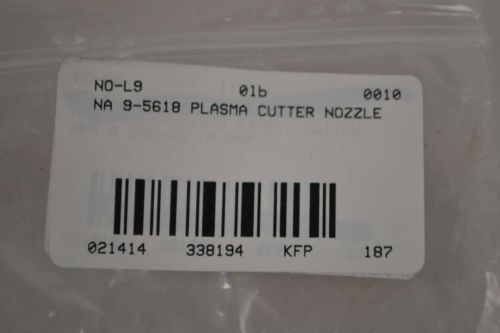 NO-L9 01b 0010
NA 9-5618 PLASMA CUTTER NOZZLE
021414 338194 KFP 187